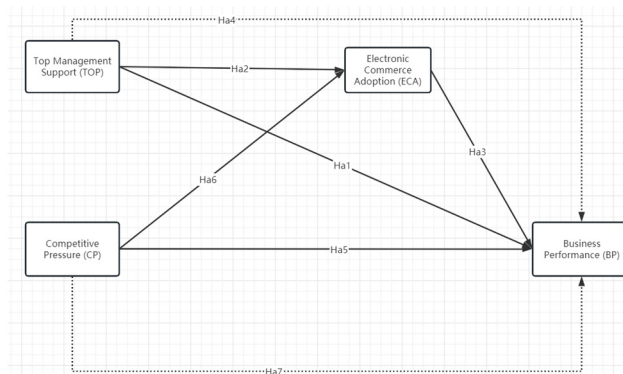 Ha4
Top Management
Support (TOP)
Electronic
Commerce
Adoption (ECA)
Ha2
Ha3
Ha1
Ha6
Competitive
Pressure (CP)
Ha5
Business
Performance (BP)
Ha7